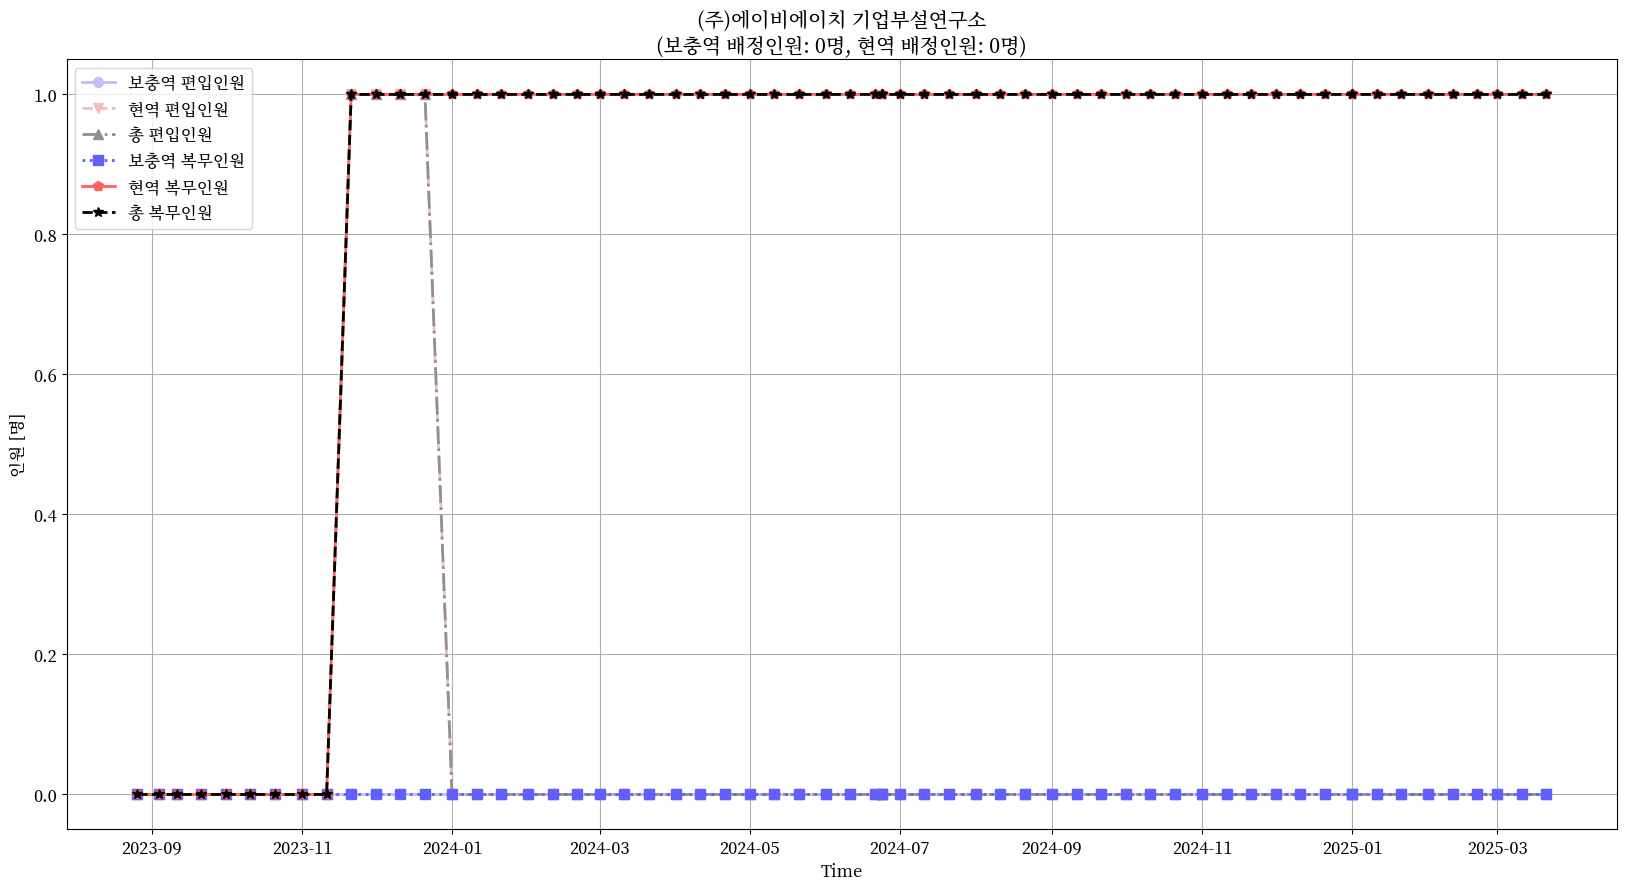 (주)에이비에이치 기업부설연구소
(보충역 배정인원: 0명, 현역 배정인원: 0명)
보충역 편입인원
현역 편입인원
총 편입인원
보충역 복무인원
현역 복무인원
총 복무인원
인원 [명]
1.0
0.8
0.6
0.4
0.2
0.0
2023-09
2023-11
2024-01
2024-03
2024-05
2024-07
2024-09
2024-11
2025-01
2025-03
Time